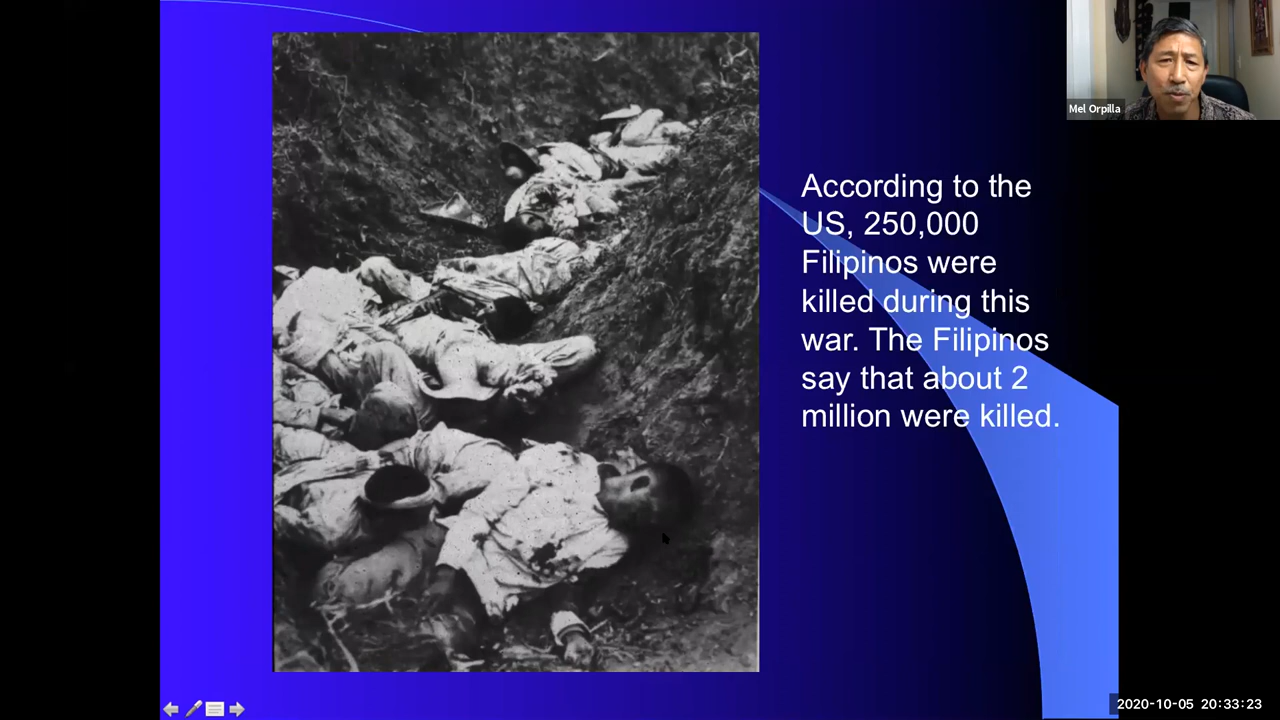 Mel Orpilla
According to the
US, 250,000
Filipinos were
killed during this
war. The Filipinos
say that about 2
million were killed.
2020-10-05 20:33:23